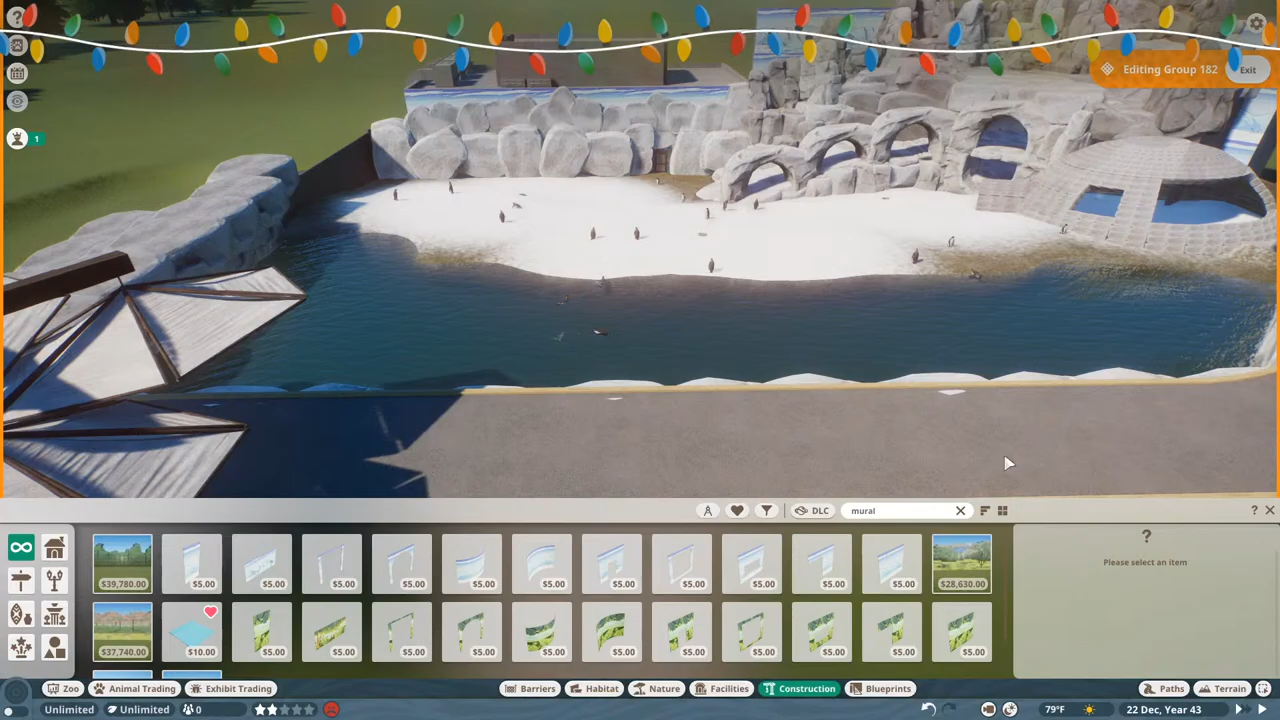 Editing Group 182
Exit
1
DLC
mural
?
$39,780.00
$5.00
$5.00
$5.00
$5.00
$5.00
$5.00
$5.00
$5.00
$5.00
$5.00
$5.00
$28,630.00
?
Please select an item
$37,740.00
$10.00
$5.00
$5.00
$5.00
$5.00
$5.00
$5.00
$5.00
$5.00
$5.00
$5.00
$5.00
Zoo
Animal Trading
Exhibit Trading
Barriers
Habitat
Nature
Facilities
Construction
Blueprints
Paths
Terrain
Unlimited
Unlimited
0
79°F
22 Dec, Year 43